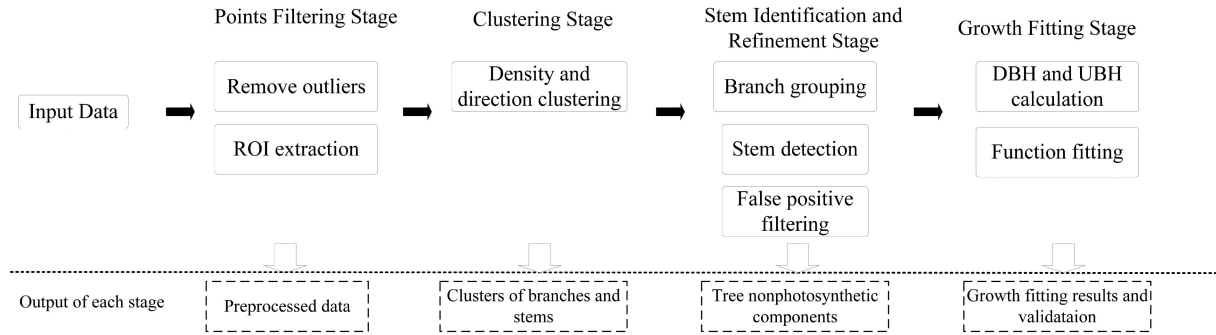 Points Filtering Stage
Remove outliers
ROI extraction
Clustering Stage
Density and
direction clustering
Stem Identification and
Refinement Stage
Branch grouping
Stem detection
False positive
filtering
Growth Fitting Stage
DBH and UBH
calculation
Function fitting
Input Data
Output of each stage
Preprocessed data
Clusters of branches and
stems
Tree nonphotosynthetic
components
Growth fitting results and
validataion